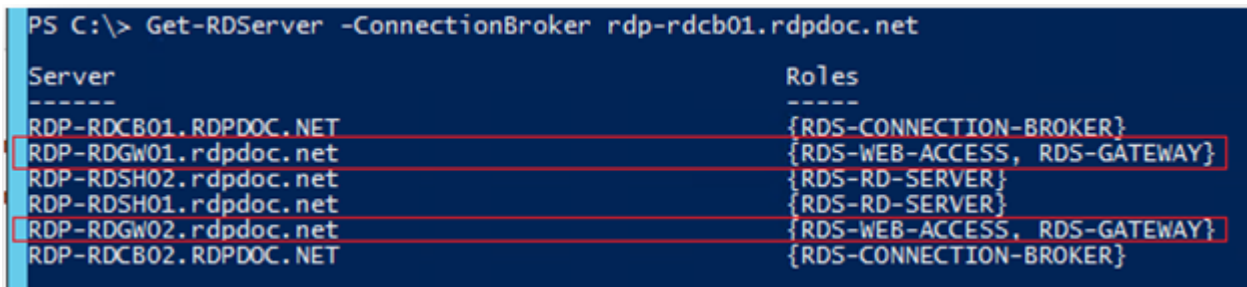 PS C:\> Get-RDServer -ConnectionBroker rdp-rdcb01.rdpdoc.net
Server Roles
------ -----
RDP-RDCB01.RDPDOC.NET {RDS-CONNECTION-BROKER}
RDP-RDGW01.rdpdoc.net {RDS-WEB-ACCESS, RDS-GATEWAY}
RDP-RDSH02.rdpdoc.net {RDS-RD-SERVER}
RDP-RDSH01.rdpdoc.net {RDS-RD-SERVER}
RDP-RDGW02.rdpdoc.net {RDS-WEB-ACCESS, RDS-GATEWAY}
RDP-RDCB02.RDPDOC.NET {RDS-CONNECTION-BROKER}